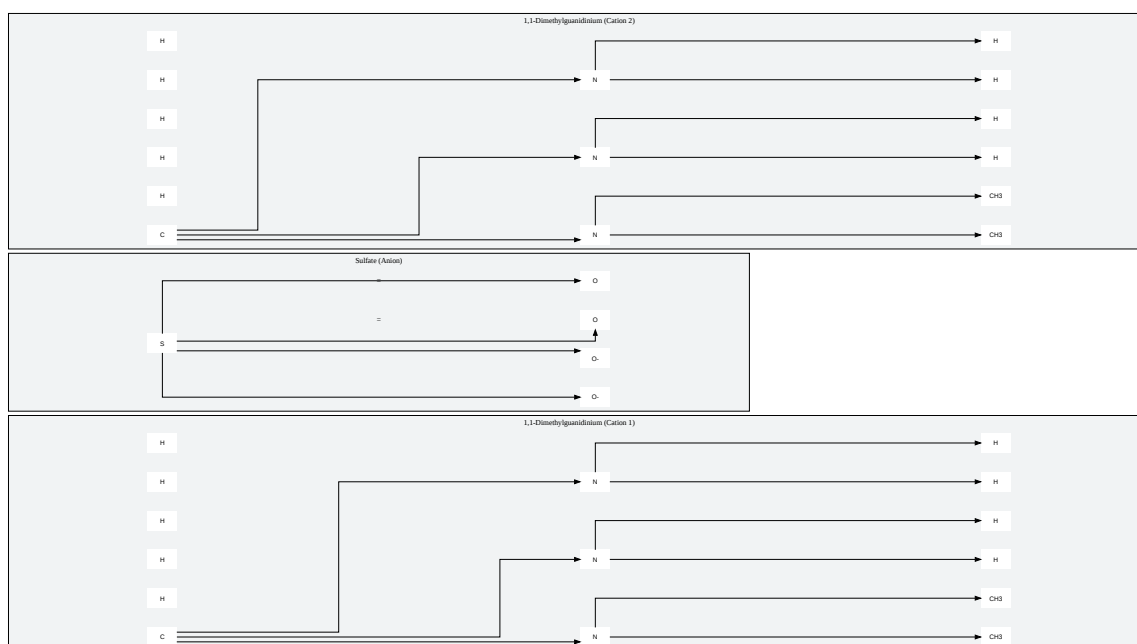 1,1-Dimethylguanidinium (Cation 2)
H H
H N H
H H
H N H
H CH3
C N CH3
Sulfate (Anion)
= O
= O
S
O-
O-
1,1-Dimethylguanidinium (Cation 1)
H H
H N H
H H
H N H
H CH3
C N CH3